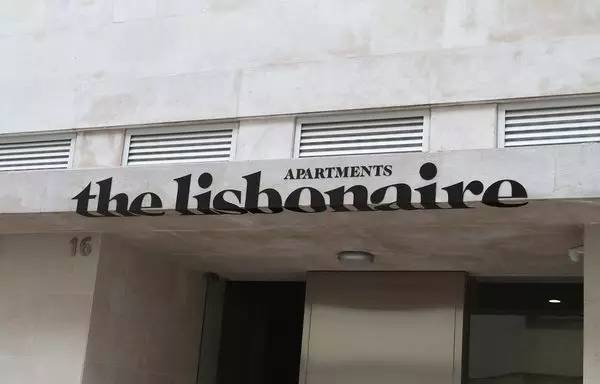 APARTMENTS
the lisbonaire
16